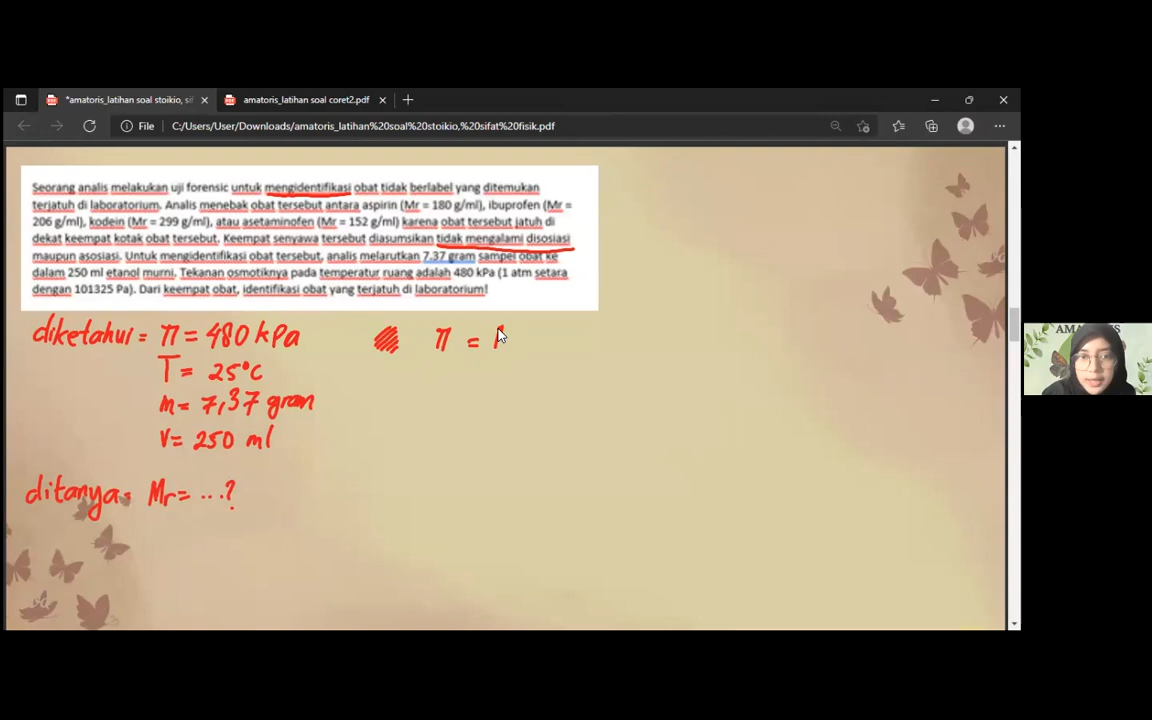 *amatoris_latihan soal stoikio, si
amatoris_latihan soal coret2.pdf
File
C:/Users/User/Downloads/amatoris_latihan%20soal%20stoikio,%20sifat%20fisik.pdf
Seorang analis melakukan uji forensic untuk mengidentifikasi obat tidak berlabel yang ditemukan
terjatuh di laboratorium. Analis menebak obat tersebut antara aspirin (Mr = 180 g/ml), ibuprofen (Mr =
206 g/ml), kodein (Mr = 299 g/ml), atau asetaminofen (Mr = 152 g/ml) karena obat tersebut jatuh di
dekat keempat kotak obat tersebut. Keempat senyawa tersebut diasumsikan tidak mengalami disosiasi
maupun asosiasi. Untuk mengidentifikasi obat tersebut, analis melarutkan 7.37 gram sampel obat ke
dalam 250 ml etanol murni. Tekanan osmotiknya pada temperatur ruang adalah 480 kPa (1 atm setara
dengan 101325 Pa). Dari keempat obat, identifikasi obat yang terjatuh di laboratorium!
diketahui = π = 480 kPa
π =
T = 25°C
m = 7,37 gram
V = 250 ml
ditanya = Mr = ...?